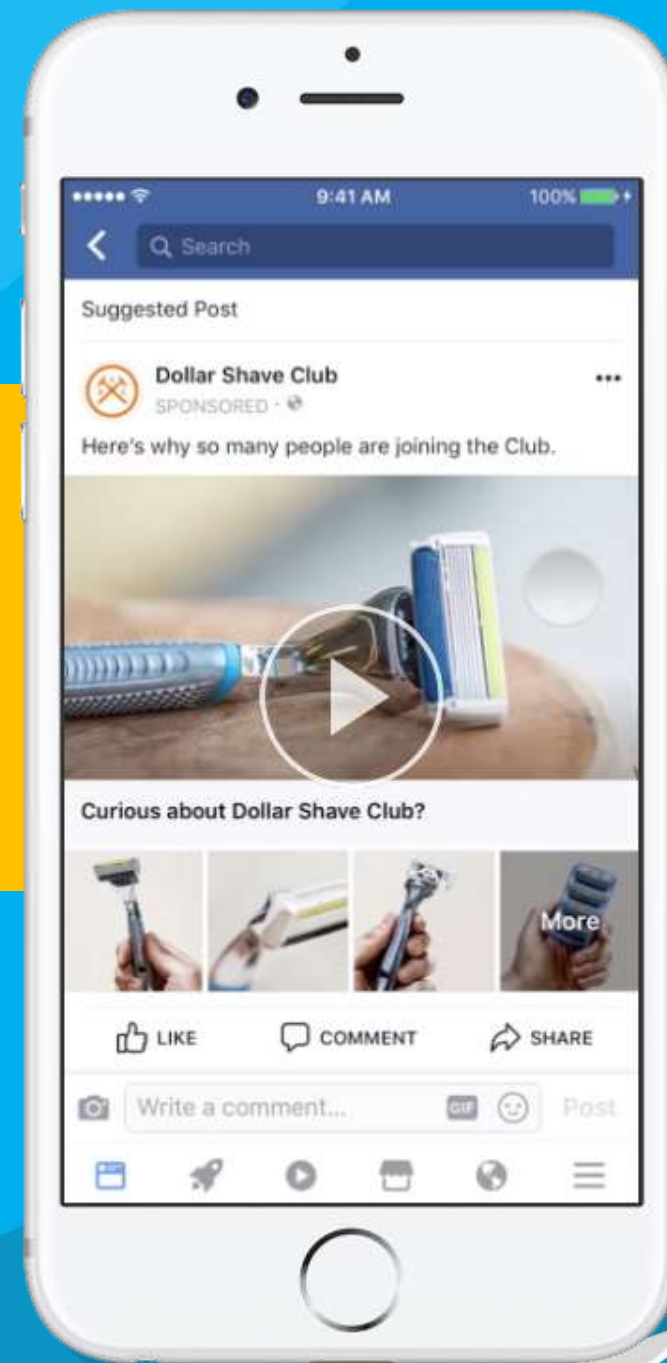 9:41 AM 100%
Search
Suggested Post
Dollar Shave Club
SPONSORED ·
Here's why so many people are joining the Club.
Curious about Dollar Shave Club?
More
LIKE COMMENT SHARE
Write a comment... GIF Post